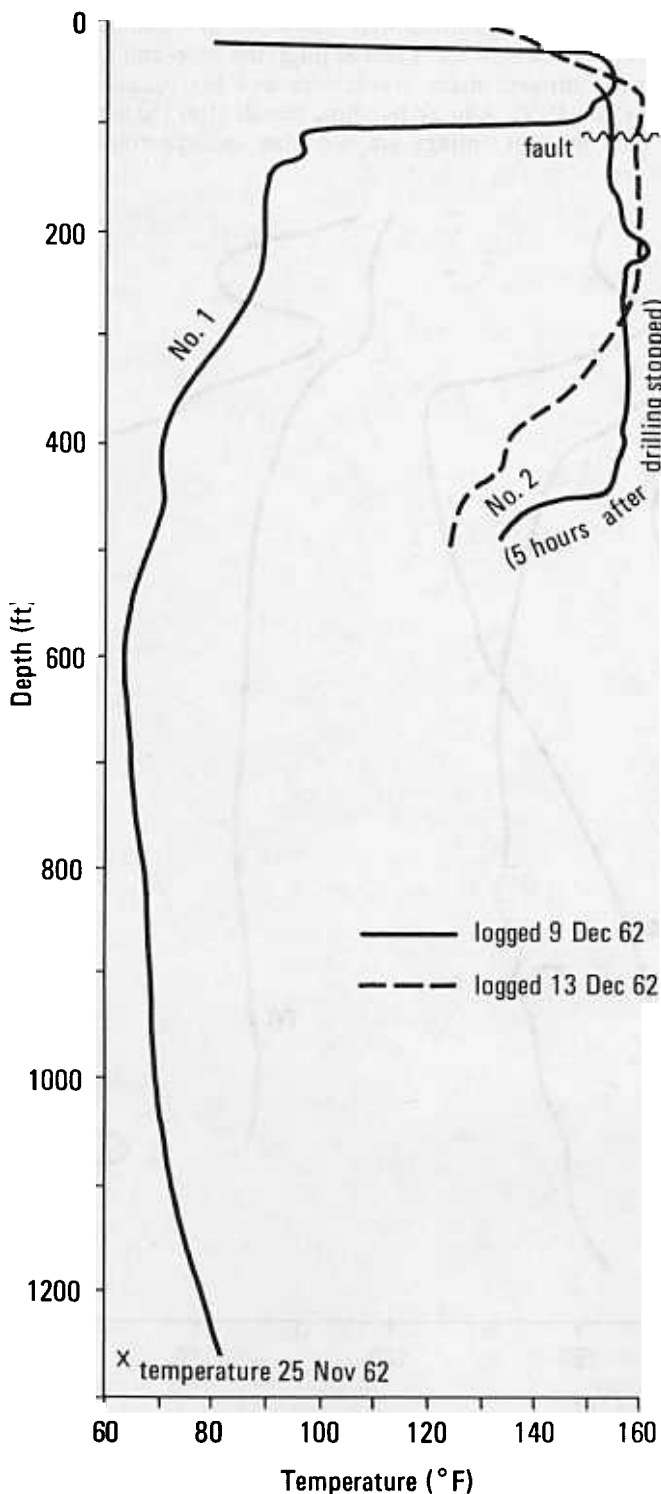 0
200
400
600
800
1000
1200
Depth (ft)
fault
No. 1
No. 2
(5 hours after drilling stopped)
logged 9 Dec 62
logged 13 Dec 62
x temperature 25 Nov 62
60 80 100 120 140 160
Temperature (°F)